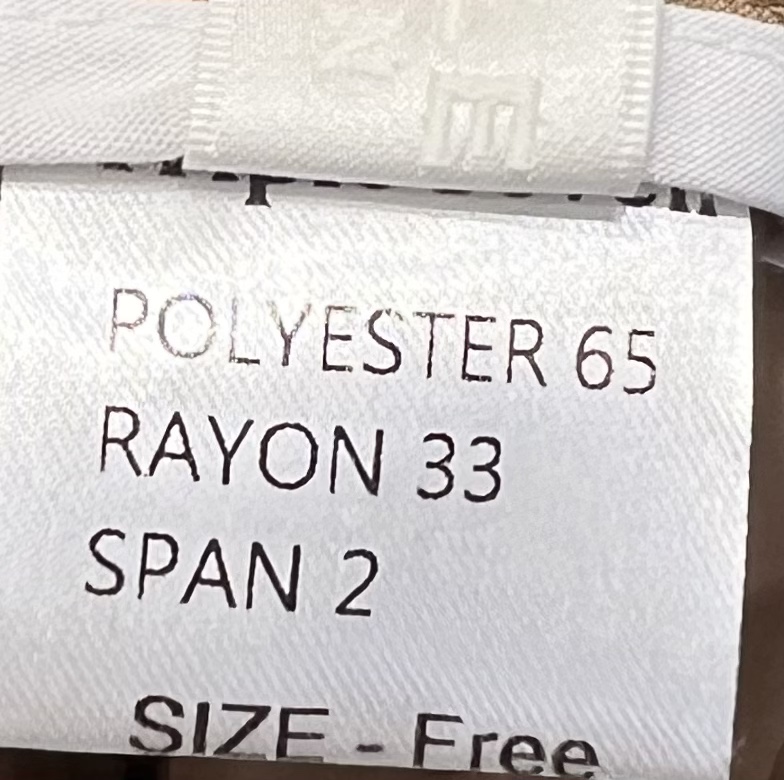 POLYESTER 65
RAYON 33
SPAN 2
SIZE - Free